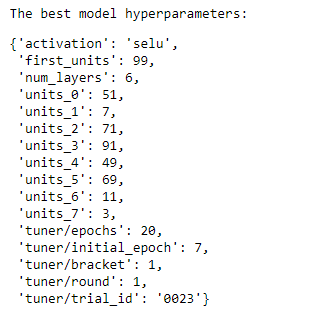 The best model hyperparameters:
{'activation': 'selu',
 'first_units': 99,
 'num_layers': 6,
 'units_0': 51,
 'units_1': 7,
 'units_2': 71,
 'units_3': 91,
 'units_4': 49,
 'units_5': 69,
 'units_6': 11,
 'units_7': 3,
 'tuner/epochs': 20,
 'tuner/initial_epoch': 7,
 'tuner/bracket': 1,
 'tuner/round': 1,
 'tuner/trial_id': '0023'}